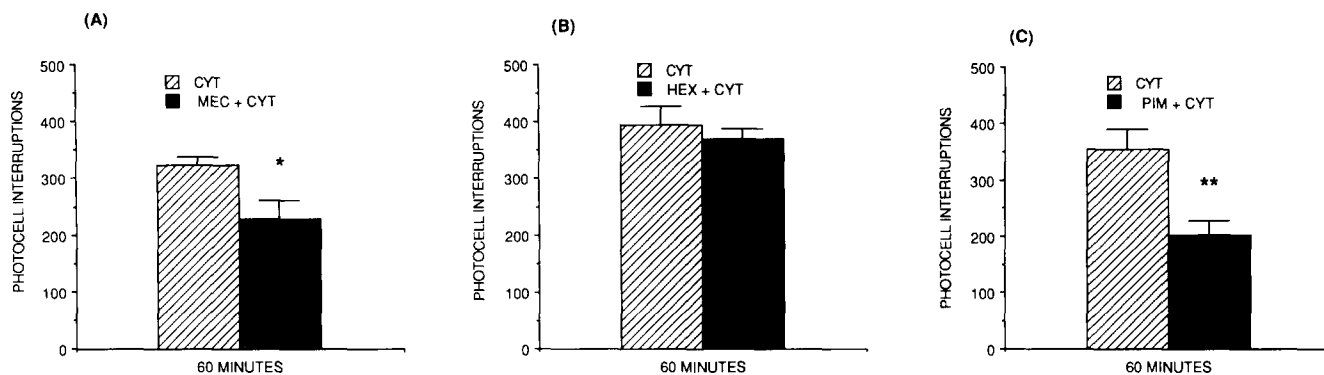 (A)
PHOTOCELL INTERRUPTIONS
500
400
300
200
100
0
CYT
MEC + CYT
*
60 MINUTES
(B)
PHOTOCELL INTERRUPTIONS
500
400
300
200
100
0
CYT
HEX + CYT
60 MINUTES
(C)
PHOTOCELL INTERRUPTIONS
500
400
300
200
100
0
CYT
PIM + CYT
**
60 MINUTES